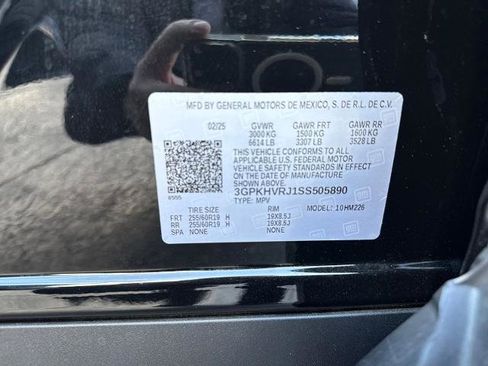 MFD BY GENERAL MOTORS DE MEXICO, S. DE R.L. DE C.V.
02/25 GVWR GAWR FRT GAWR RR
3000 KG 1500 KG 1600 KG
6614 LB 3307 LB 3528 LB
THIS VEHICLE CONFORMS TO ALL
APPLICABLE U.S. FEDERAL MOTOR
VEHICLE SAFETY STANDARDS IN EFFECT
ON THE DATE OF MANUFACTURE
SHOWN ABOVE.
3GPKHVRJ1SS505890
TYPE: MPV
TIRE SIZE RIM MODEL: 10HM226
FRT 255/60R19 H 19X8.5J
RR 255/60R19 H 19X8.5J
SPA NONE NONE